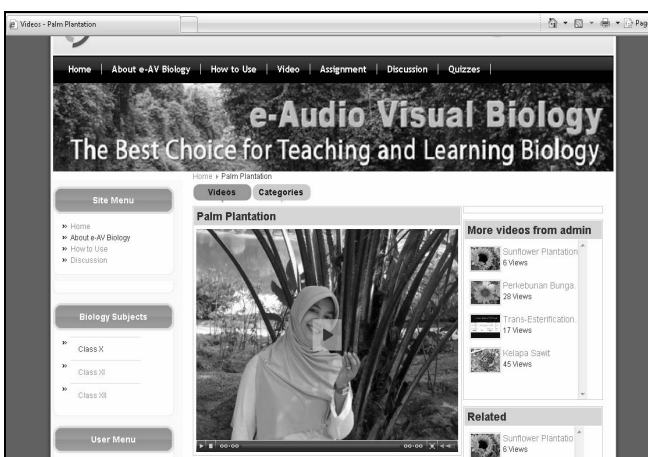 Videos - Palm Plantation
Page
Home About e-AV Biology How to Use Video Assignment Discussion Quizzes
e-Audio Visual Biology
The Best Choice for Teaching and Learning Biology
Home › Palm Plantation
Videos Categories
Site Menu
» Home
» About e-AV Biology
» How to Use
» Discussion
Biology Subjects
» Class X
» Class XI
» Class XII
User Menu
Palm Plantation
00:00 00:00
More videos from admin
Sunflower Plantation
6 Views
Perkebunan Bunga.
28 Views
Trans-Esterification.
17 Views
Kelapa Sawit
45 Views
Related
Sunflower Plantatio
6 Views